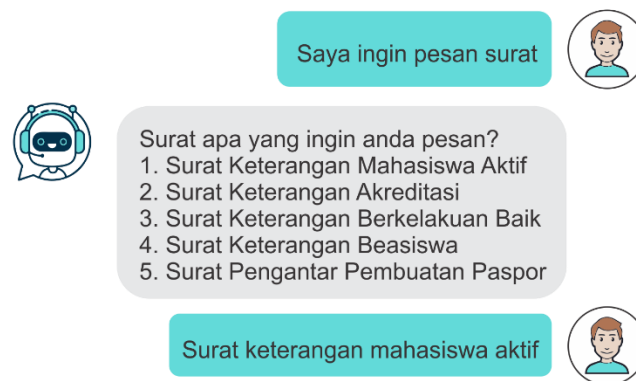 Saya ingin pesan surat
Surat apa yang ingin anda pesan?
1. Surat Keterangan Mahasiswa Aktif
2. Surat Keterangan Akreditasi
3. Surat Keterangan Berkelakuan Baik
4. Surat Keterangan Beasiswa
5. Surat Pengantar Pembuatan Paspor
Surat keterangan mahasiswa aktif